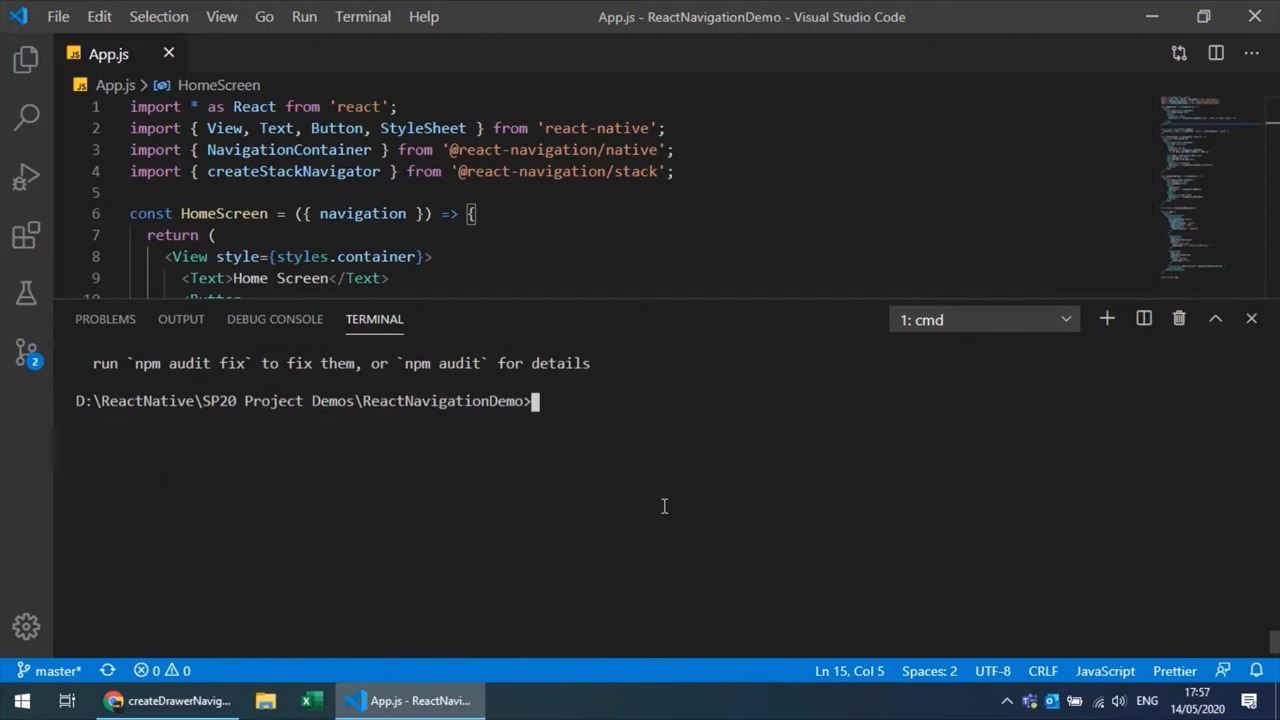 File Edit Selection View Go Run Terminal Help App.js - ReactNavigationDemo - Visual Studio Code
JS App.js
JS App.js > HomeScreen
1 import * as React from 'react';
2 import { View, Text, Button, StyleSheet } from 'react-native';
3 import { NavigationContainer } from '@react-navigation/native';
4 import { createStackNavigator } from '@react-navigation/stack';
5
6 const HomeScreen = ({ navigation }) => {
7 return (
8 <View style={styles.container}>
9 <Text>Home Screen</Text>
10 <Button
PROBLEMS OUTPUT DEBUG CONSOLE TERMINAL 1: cmd
run `npm audit fix` to fix them, or `npm audit` for details
D:\ReactNative\SP20 Project Demos\ReactNavigationDemo>
2
master* 0 0 Ln 15, Col 5 Spaces: 2 UTF-8 CRLF JavaScript Prettier
createDrawerNavig... App.js - ReactNavi... ENG 17:57
14/05/2020